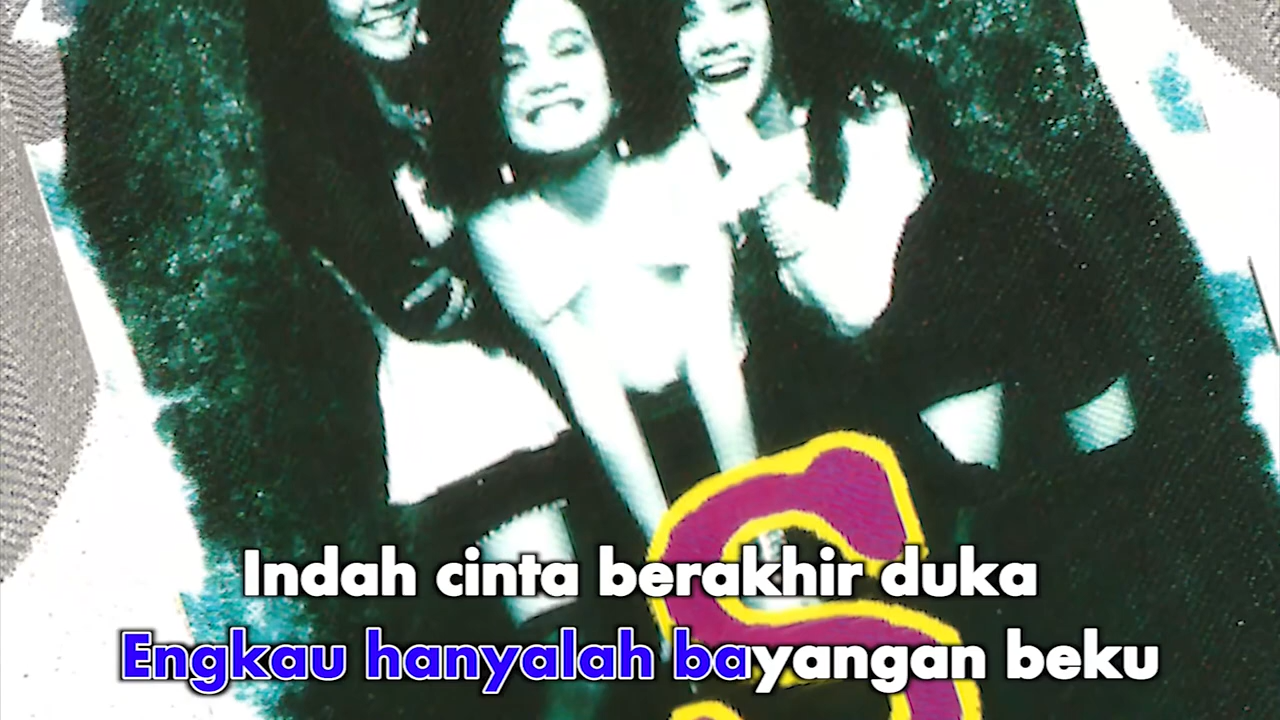 Indah cinta berakhir duka
Engkau hanyalah bayangan beku
S